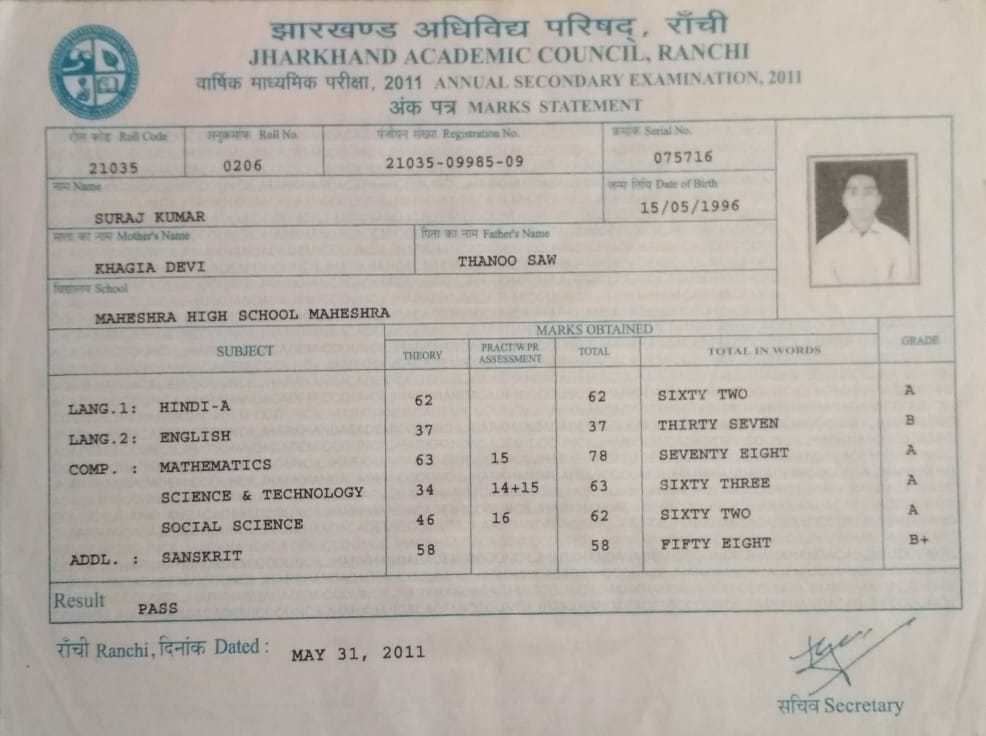 झारखण्ड अधिविद्य परिषद्, राँची
JHARKHAND ACADEMIC COUNCIL, RANCHI
वार्षिक माध्यमिक परीक्षा, 2011 ANNUAL SECONDARY EXAMINATION, 2011
अंक पत्र MARKS STATEMENT
रोल कोड Roll Code अनुक्रमांक Roll No. पंजीयन संख्या Registration No. क्रमांक Serial No.
21035 0206 21035-09985-09 075716
नाम Name जन्म तिथि Date of Birth
SURAJ KUMAR 15/05/1996
माता का नाम Mother's Name पिता का नाम Father's Name
KHAGIA DEVI THANOO SAW
विद्यालय School
MAHESHRA HIGH SCHOOL MAHESHRA
SUBJECT MARKS OBTAINED GRADE
THEORY PRACT/W.PR ASSESSMENT TOTAL TOTAL IN WORDS
LANG.1: HINDI-A 62 62 SIXTY TWO A
LANG.2: ENGLISH 37 37 THIRTY SEVEN B
COMP. : MATHEMATICS 63 15 78 SEVENTY EIGHT A
SCIENCE & TECHNOLOGY 34 14+15 63 SIXTY THREE A
SOCIAL SCIENCE 46 16 62 SIXTY TWO A
ADDL. : SANSKRIT 58 58 FIFTY EIGHT B+
Result PASS
राँची Ranchi, दिनांक Dated : MAY 31, 2011
सचिव Secretary